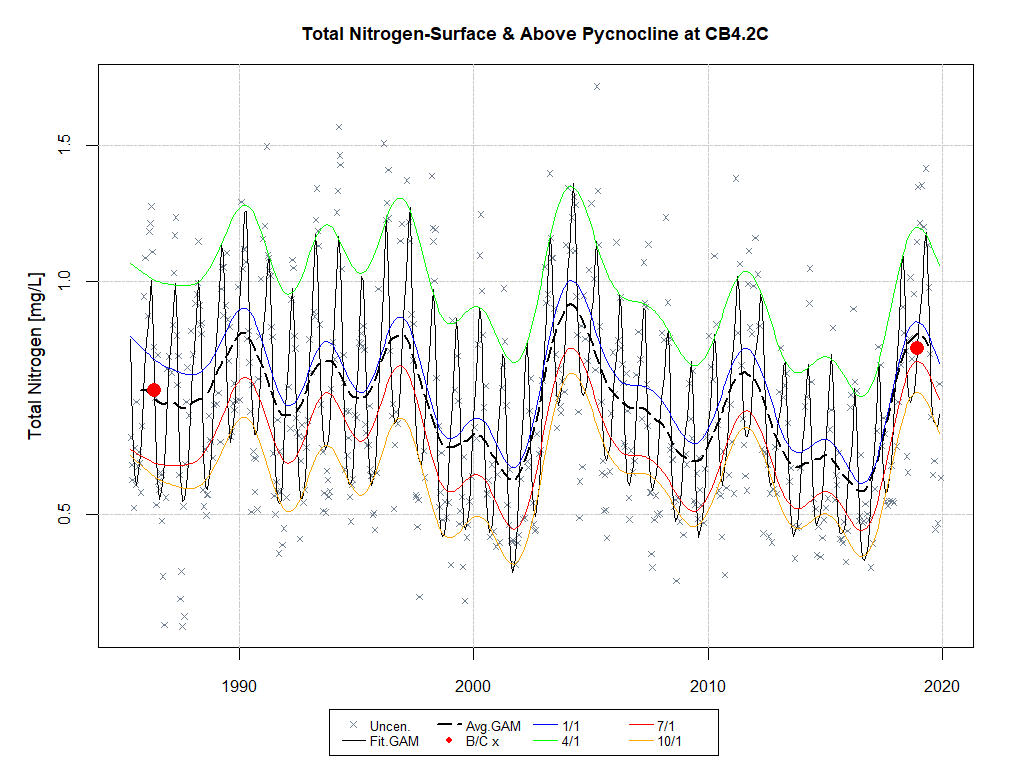 Total Nitrogen-Surface & Above Pycnocline at CB4.2C
Total Nitrogen [mg/L]
1.5
1.0
0.5
1990 2000 2010 2020
Uncen. Avg.GAM 1/1 7/1
Fit.GAM B/C x 4/1 10/1